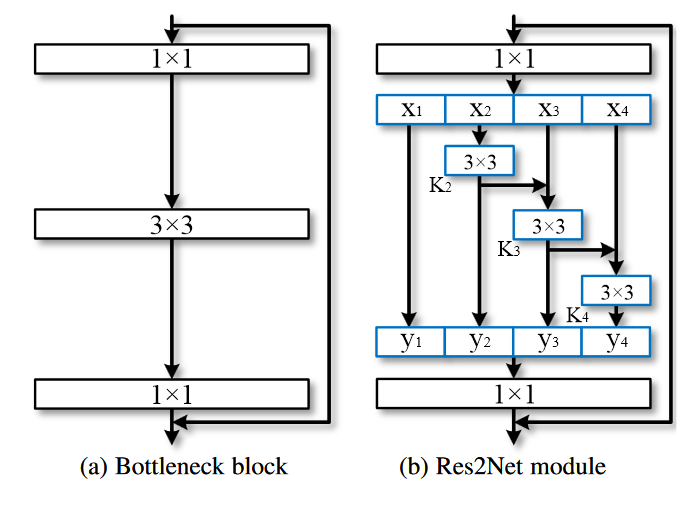 1×1
3×3
1×1
(a) Bottleneck block
1×1
x1 x2 x3 x4
3×3
K2
3×3
K3
3×3
K4
y1 y2 y3 y4
1×1
(b) Res2Net module